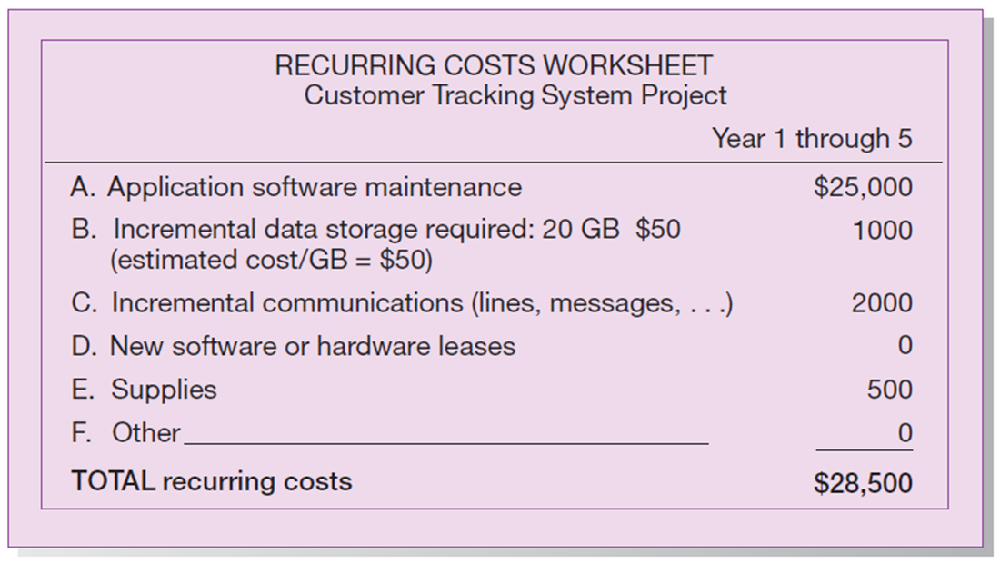 RECURRING COSTS WORKSHEET
Customer Tracking System Project
Year 1 through 5
A. Application software maintenance $25,000
B. Incremental data storage required: 20 GB $50 1000
(estimated cost/GB = $50)
C. Incremental communications (lines, messages, . . .) 2000
D. New software or hardware leases 0
E. Supplies 500
F. Other 0
TOTAL recurring costs $28,500